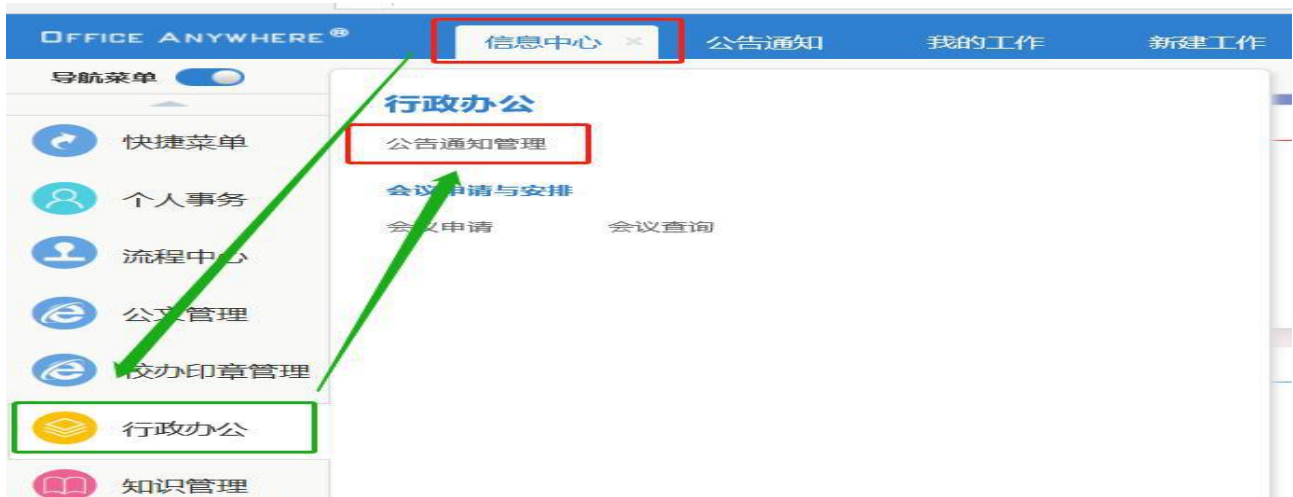 OFFICE ANYWHERE® 信息中心 × 公告通知 我的工作 新建工作
导航菜单
行政办公
快捷菜单
公告通知管理
个人事务
会议申请与安排
会议申请 会议查询
流程中心
公文管理
校办印章管理
行政办公
知识管理